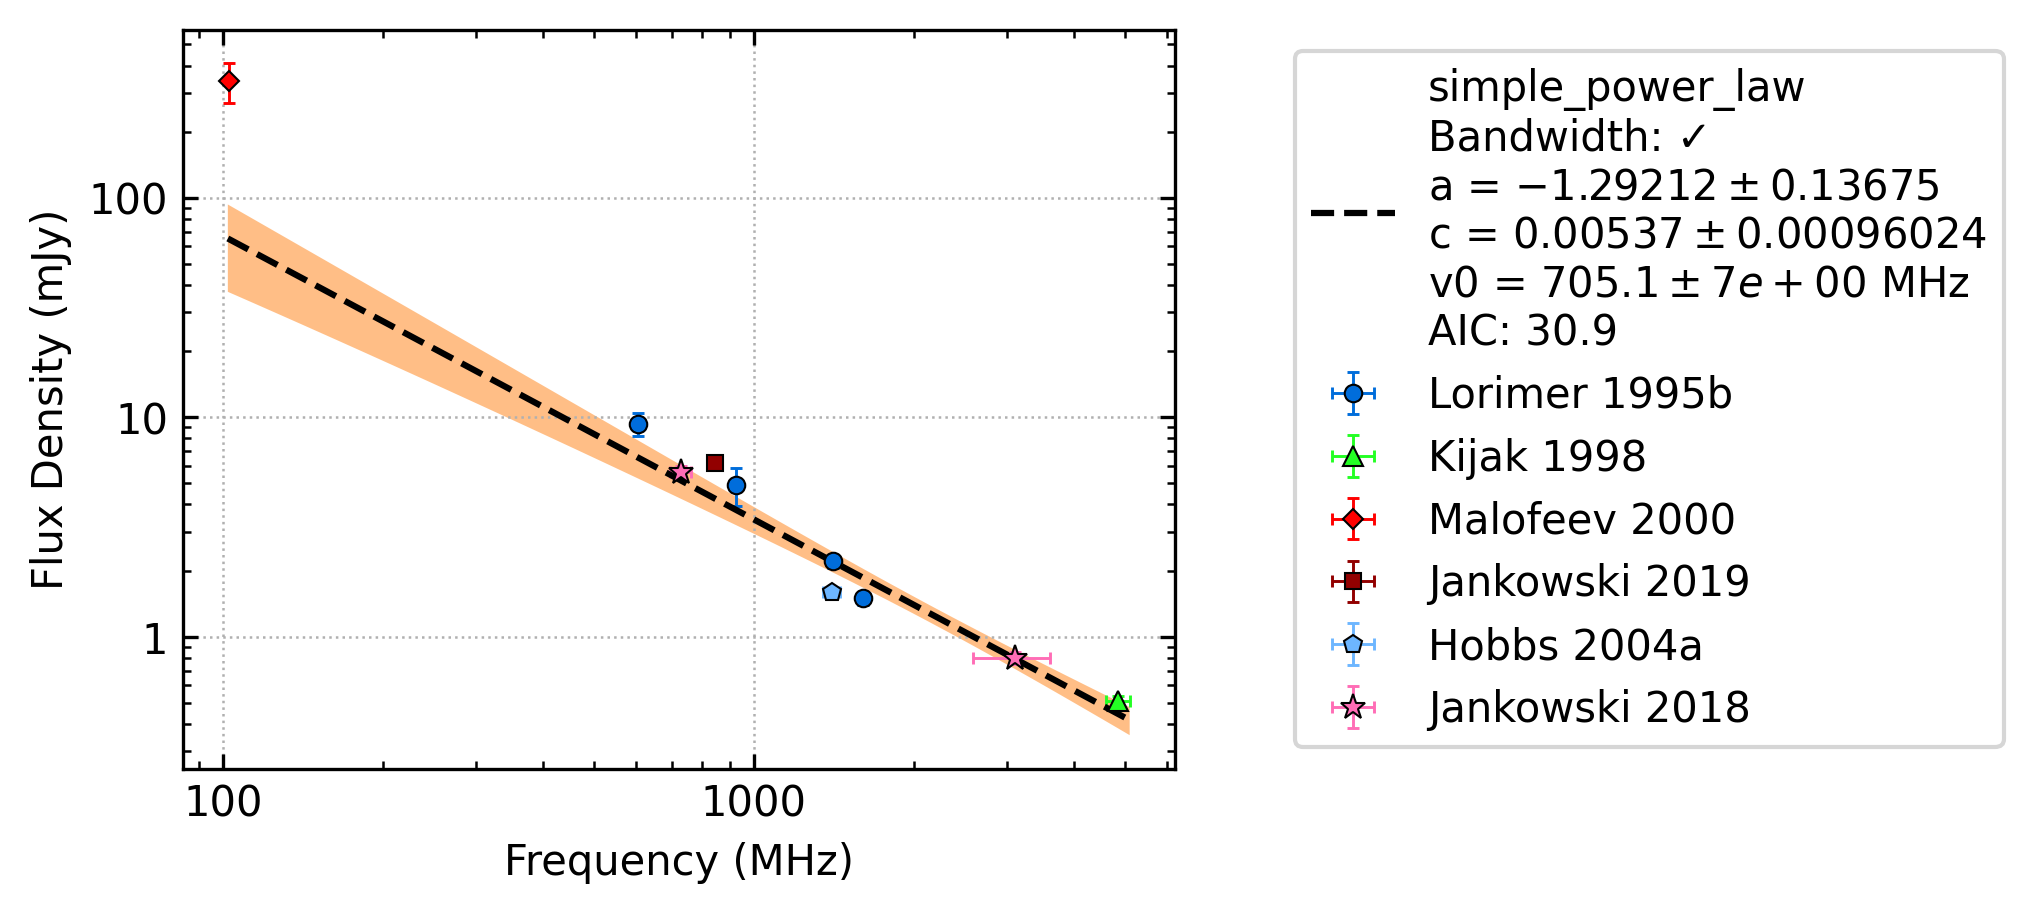 100
10
1
Flux Density (mJy)
100 1000
Frequency (MHz)
simple_power_law
Bandwidth: ✓
a = −1.29212 ± 0.13675
c = 0.00537 ± 0.00096024
v0 = 705.1 ± 7e + 00 MHz
AIC: 30.9
Lorimer 1995b
Kijak 1998
Malofeev 2000
Jankowski 2019
Hobbs 2004a
Jankowski 2018